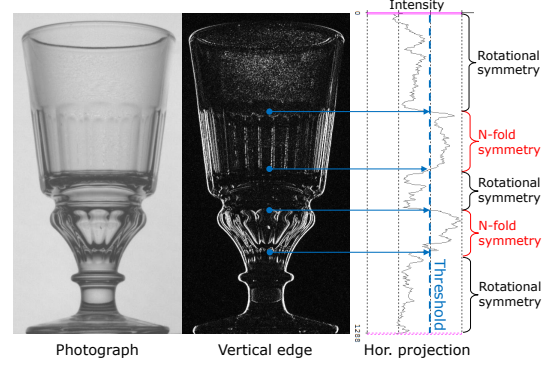 Intensity
0
Rotational
symmetry
N-fold
symmetry
Rotational
symmetry
N-fold
symmetry
Threshold
Rotational
symmetry
1288
Photograph
Vertical edge
Hor. projection